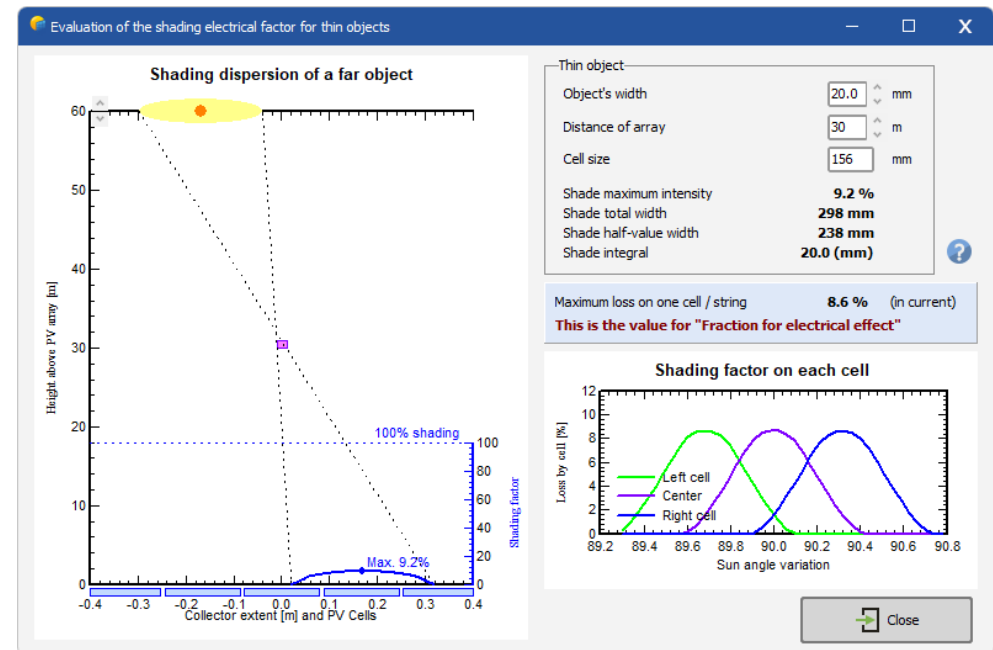 Evaluation of the shading electrical factor for thin objects
Shading dispersion of a far object
60
50
40
30
20
10
0
Height above PV array [m]
100% shading
100
80
60
40
20
0
Shading factor
Max. 9.2%
-0.4 -0.3 -0.2 -0.1 0.0 0.1 0.2 0.3 0.4
Collector extent [m] and PV Cells
Thin object
Object's width 20.0 mm
Distance of array 30 m
Cell size 156 mm
Shade maximum intensity 9.2 %
Shade total width 298 mm
Shade half-value width 238 mm
Shade integral 20.0 (mm)
?
Maximum loss on one cell / string 8.6 % (in current)
This is the value for "Fraction for electrical effect"
Shading factor on each cell
12
10
8
6
4
2
0
Loss by cell [%]
Left cell
Center
Right cell
89.2 89.4 89.6 89.8 90.0 90.2 90.4 90.6 90.8
Sun angle variation
Close